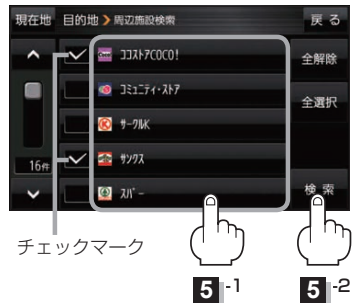 現在地 目的地 ❯ 周辺施設検索 戻 る
ココストアCOCO! 全解除
コミュニティ・ストア 全選択
サークルK
サンクス
16件
スパー 検 索
チェックマーク
5 -1 5 -2